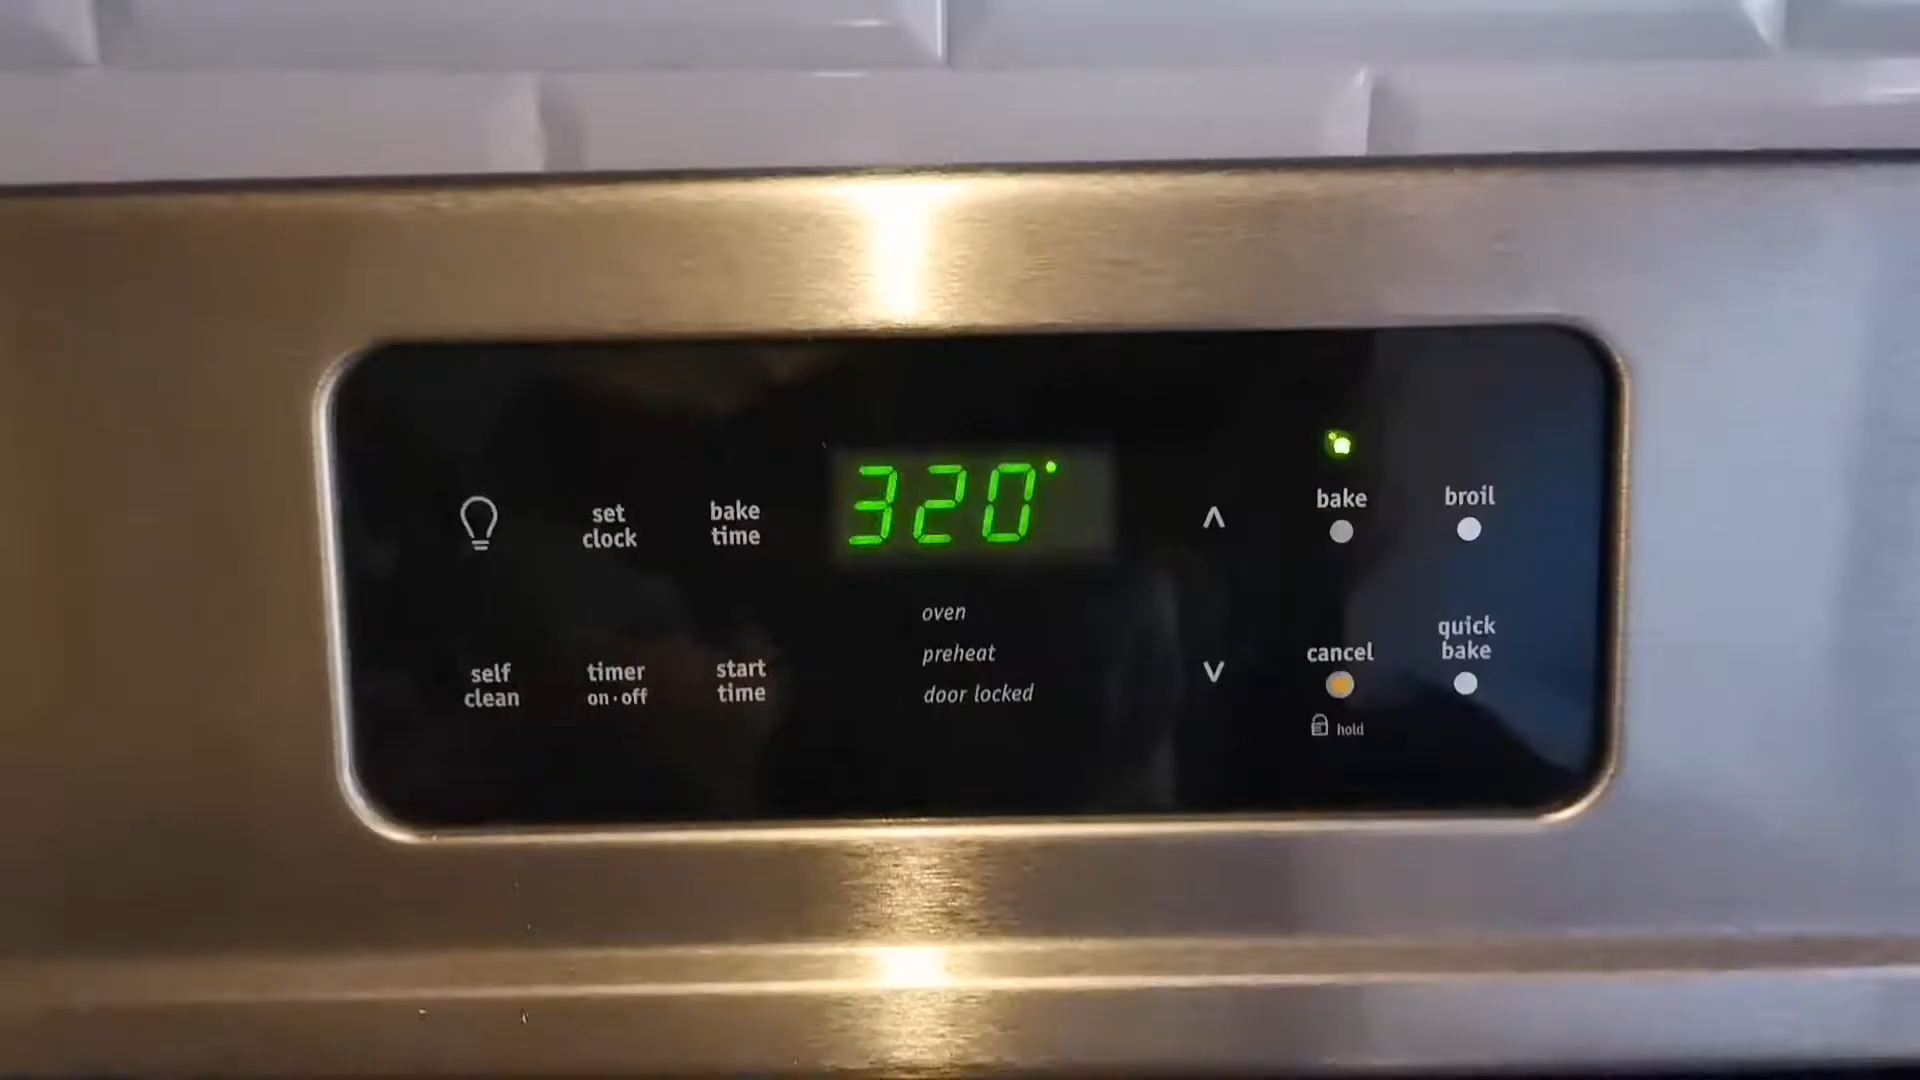 320°
bake
broil
set
clock
bake
time
oven
preheat
door locked
quick
bake
cancel
hold
self
clean
timer
on·off
start
time